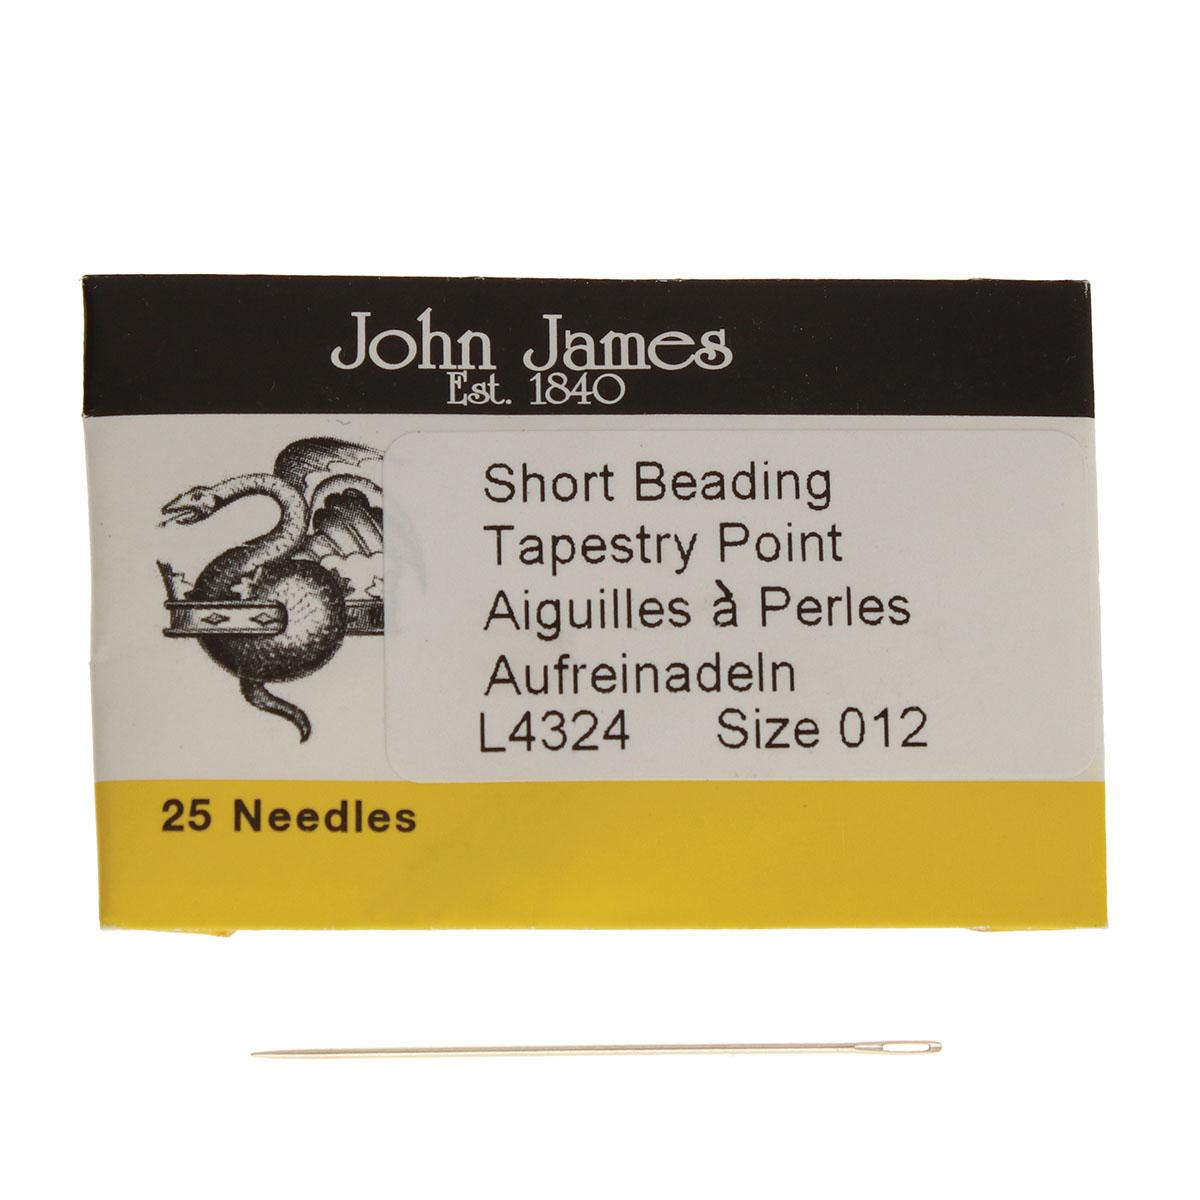 John James
Est. 1840
Short Beading
Tapestry Point
Aiguilles à Perles
Aufreinadeln
L4324 Size 012
25 Needles